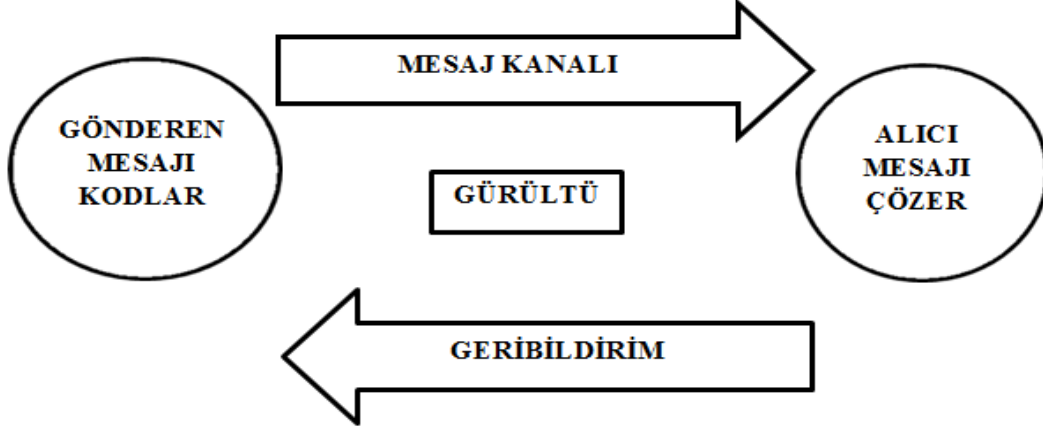 MESAJ KANALI
GÖNDEREN
MESAJI
KODLAR
GÜRÜLTÜ
ALICI
MESAJI
ÇÖZER
GERİBİLDİRİM